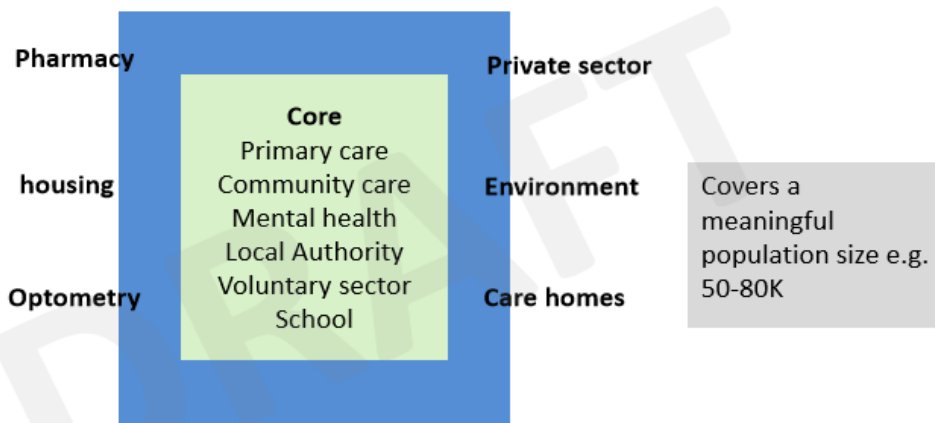 Pharmacy
housing
Optometry
Core
Primary care
Community care
Mental health
Local Authority
Voluntary sector
School
Private sector
Environment
Care homes
Covers a
meaningful
population size e.g.
50-80K
DRAFT